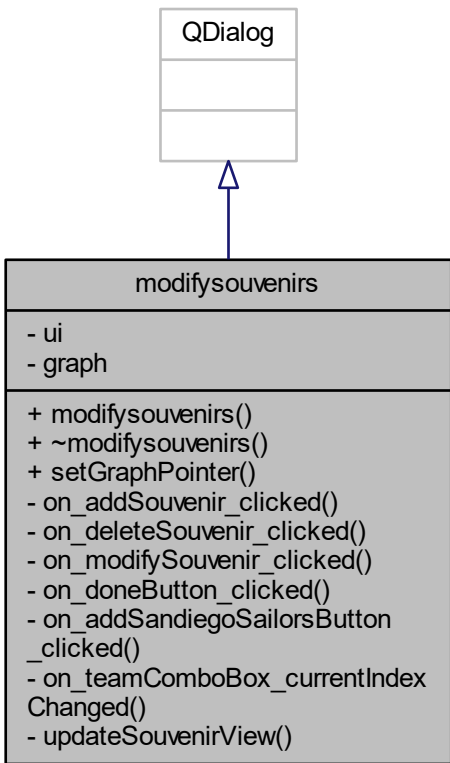 QDialog
modifysouvenirs
- ui
- graph
+ modifysouvenirs()
+ ~modifysouvenirs()
+ setGraphPointer()
- on_addSouvenir_clicked()
- on_deleteSouvenir_clicked()
- on_modifySouvenir_clicked()
- on_doneButton_clicked()
- on_addSandiegoSailorsButton
_clicked()
- on_teamComboBox_currentIndex
Changed()
- updateSouvenirView()